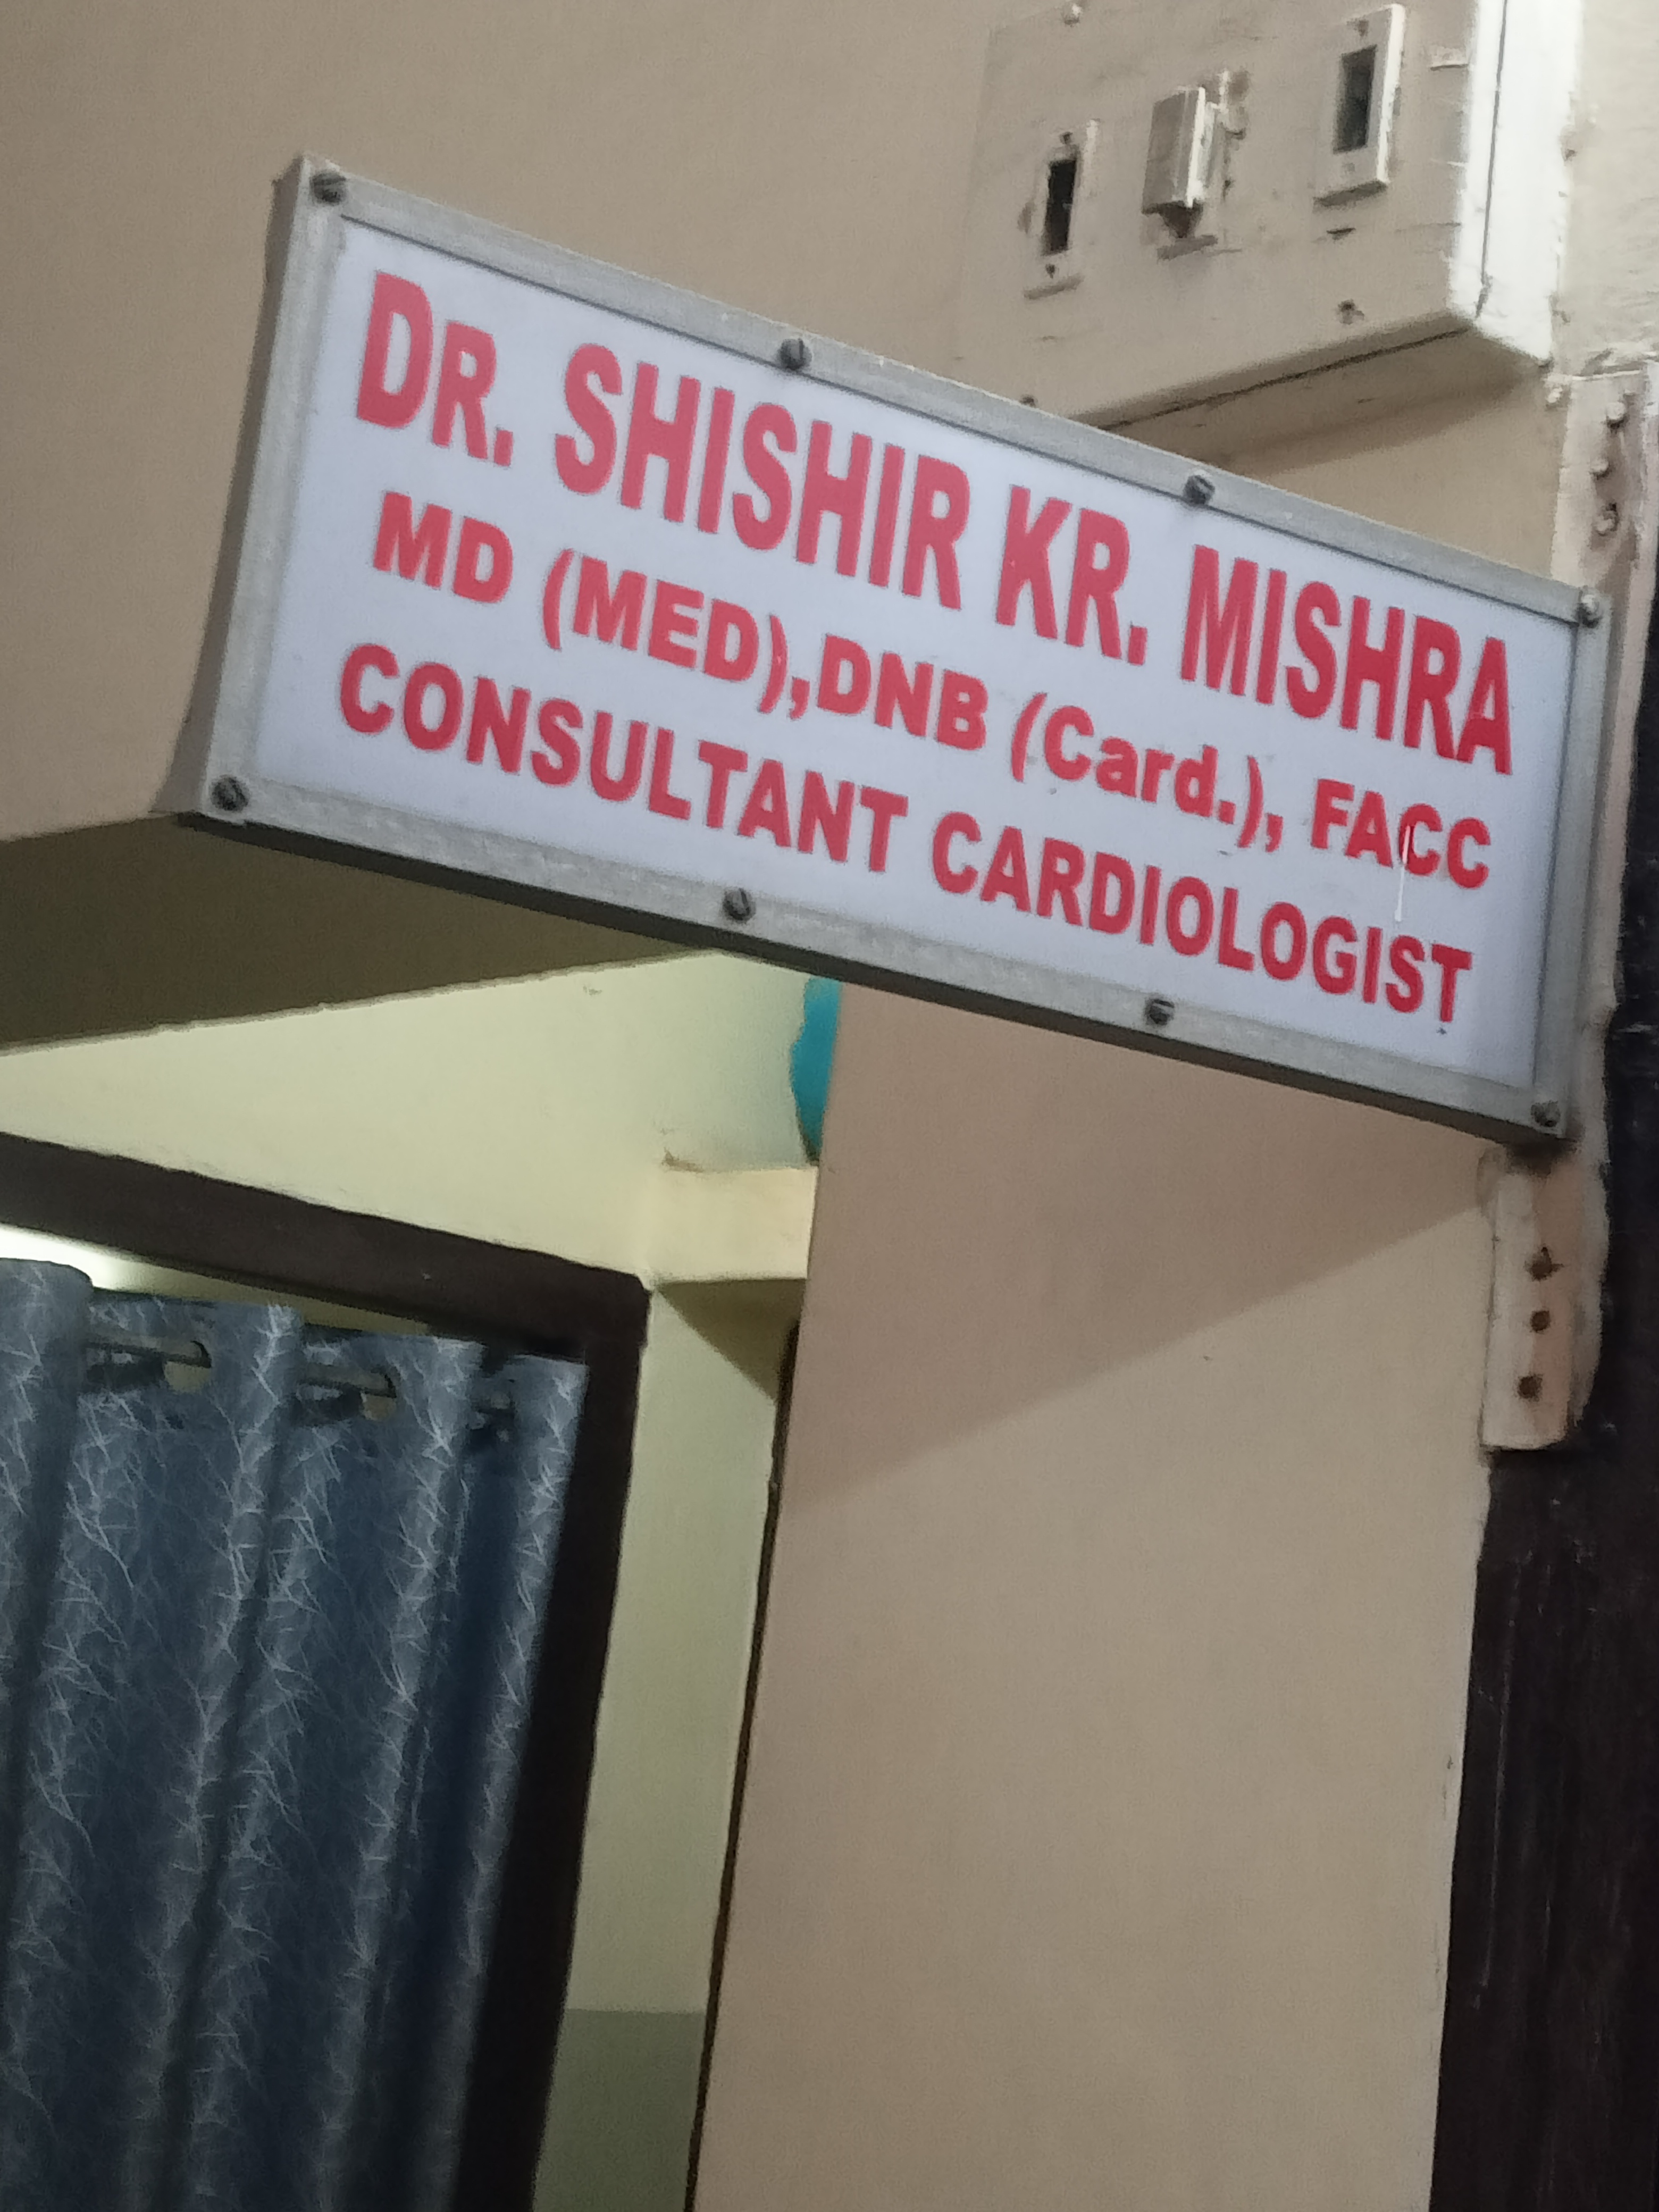 DR. SHISHIR KR. MISHRA
MD (MED),DNB (Card.), FACC
CONSULTANT CARDIOLOGIST